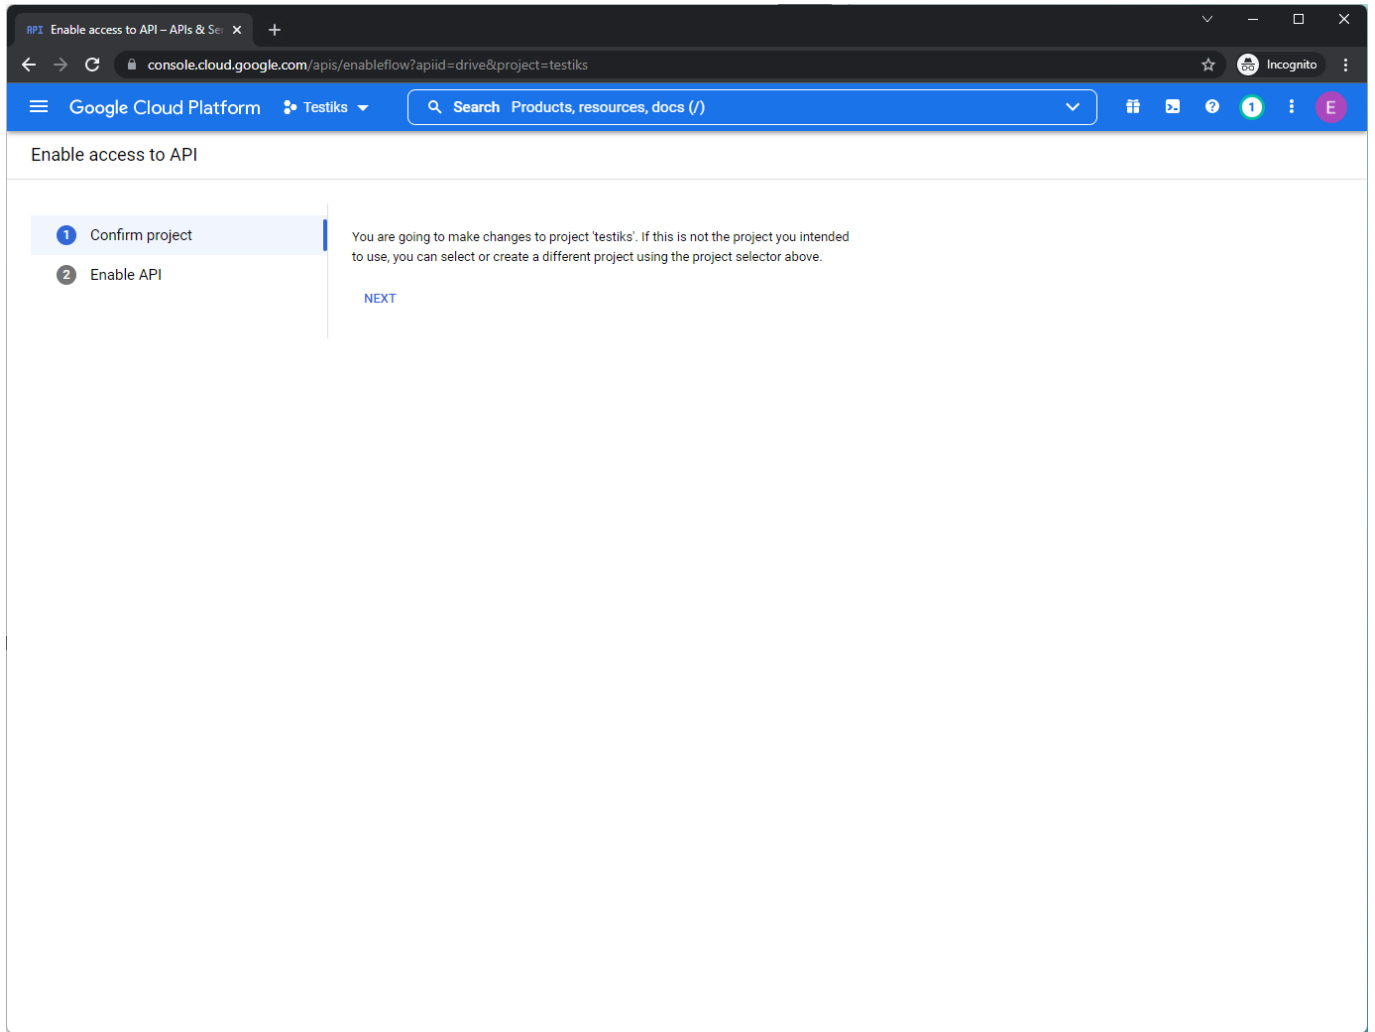 API Enable access to API – APIs & Ser
console.cloud.google.com/apis/enableflow?apiid=drive&project=testiks
Incognito
Google Cloud Platform
Testiks
Search Products, resources, docs (/)
1
E
Enable access to API
1 Confirm project
2 Enable API
You are going to make changes to project 'testiks'. If this is not the project you intended
to use, you can select or create a different project using the project selector above.
NEXT